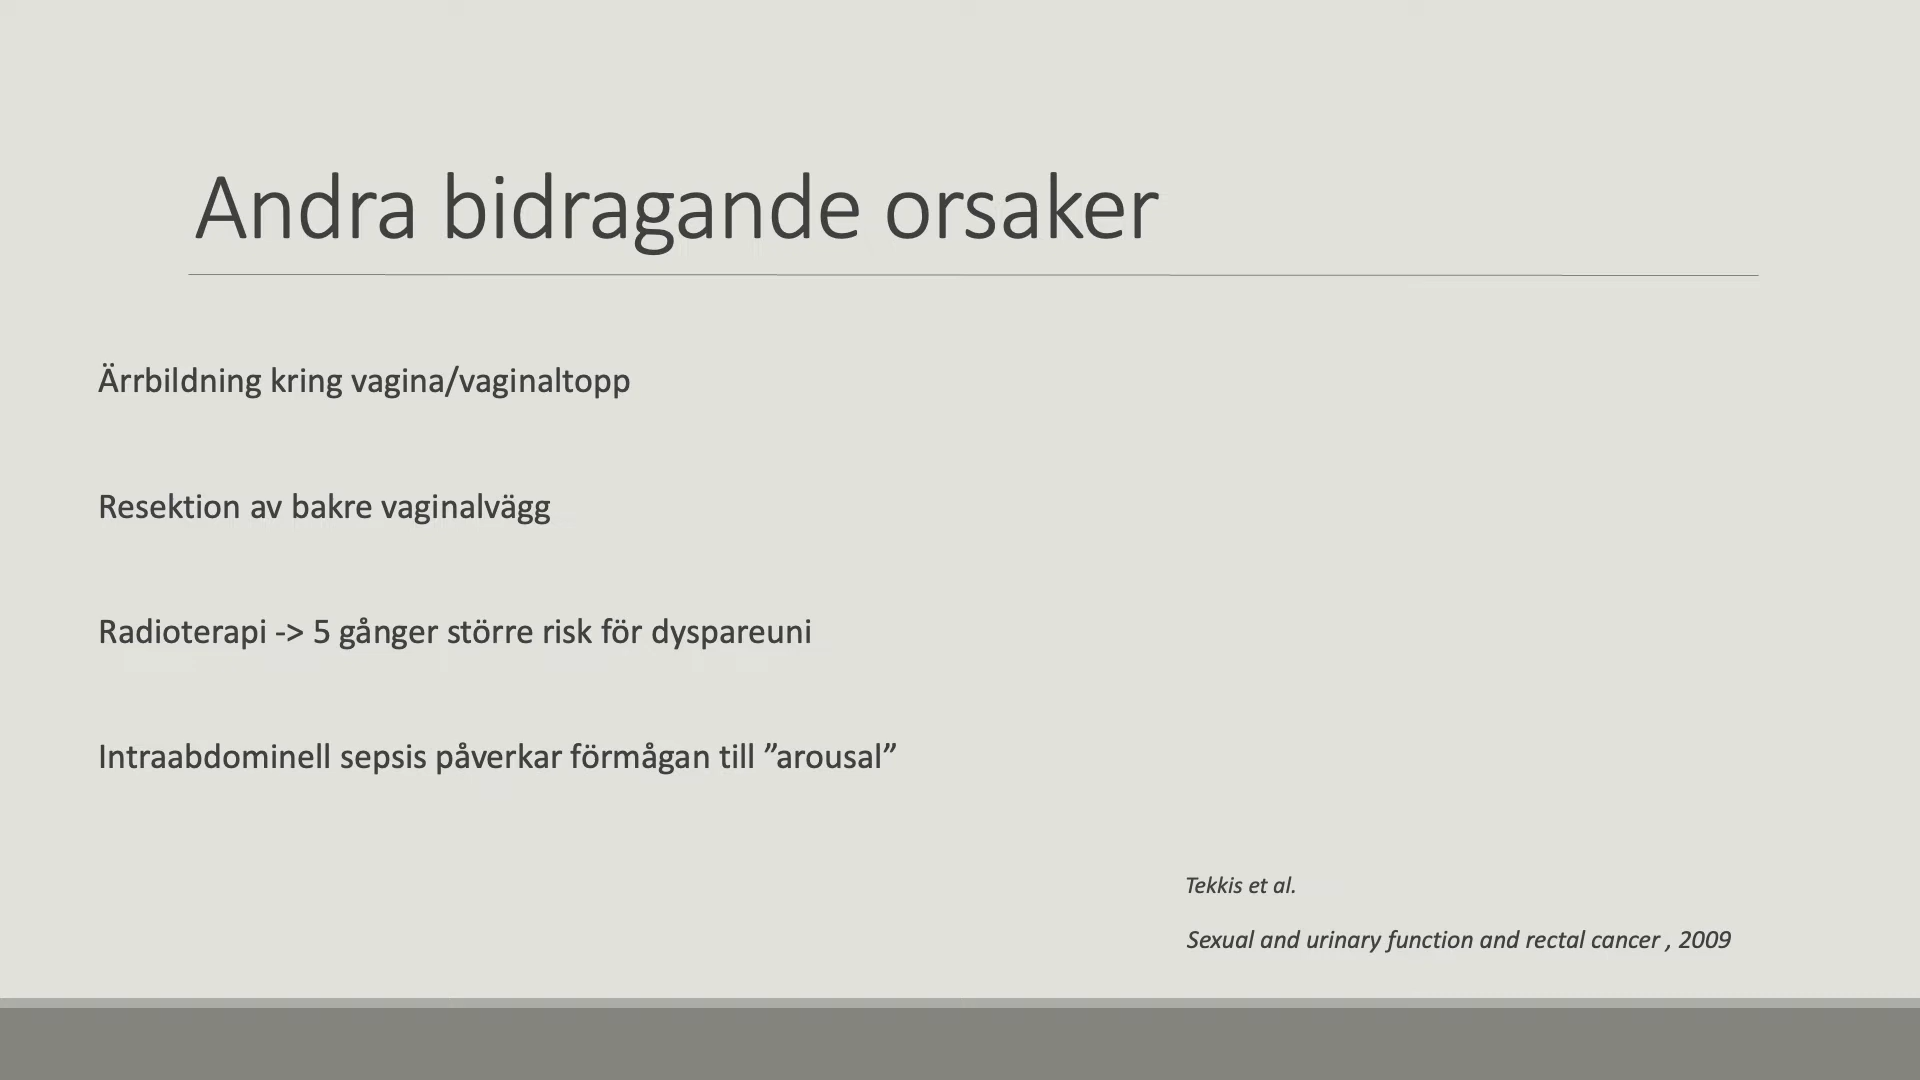 Andra bidragande orsaker
Ärrbildning kring vagina/vaginaltopp
Resektion av bakre vaginalvägg
Radioterapi -> 5 gånger större risk för dyspareuni
Intraabdominell sepsis påverkar förmågan till ”arousal”
Tekkis et al.
Sexual and urinary function and rectal cancer , 2009